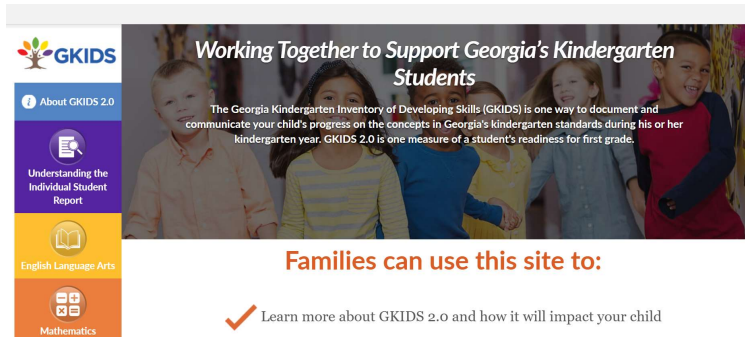 GKIDS
Working Together to Support Georgia's Kindergarten
Students
The Georgia Kindergarten Inventory of Developing Skills (GKIDS) is one way to document and
communicate your child's progress on the concepts in Georgia's kindergarten standards during his or her
kindergarten year. GKIDS 2.0 is one measure of a student's readiness for first grade.
i About GKIDS 2.0
Understanding the
Individual Student
Report
English Language Arts
Mathematics
Families can use this site to:
Learn more about GKIDS 2.0 and how it will impact your child